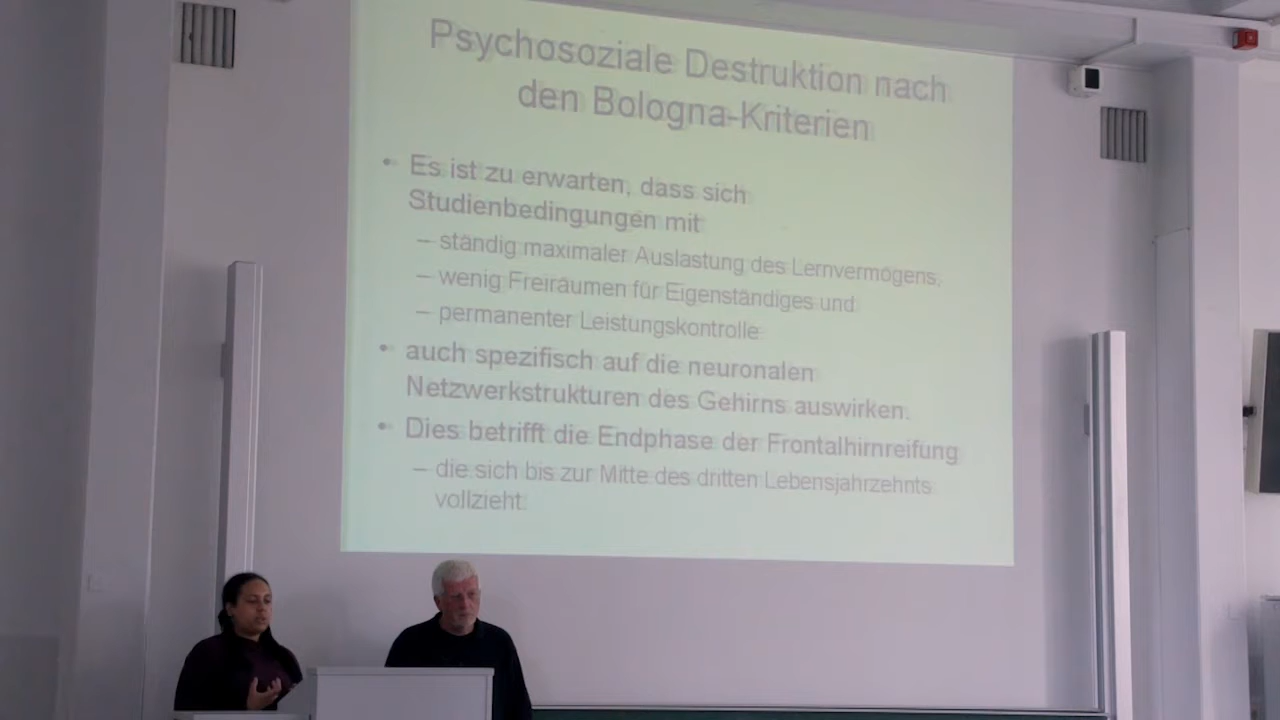 Psychosoziale Destruktion nach
den Bologna-Kriterien
• Es ist zu erwarten, dass sich
Studienbedingungen mit
– ständig maximaler Auslastung des Lernvermögens,
– wenig Freiräumen für Eigenständiges und
– permanenter Leistungskontrolle
• auch spezifisch auf die neuronalen
Netzwerkstrukturen des Gehirns auswirken.
• Dies betrifft die Endphase der Frontalhirnreifung
– die sich bis zur Mitte des dritten Lebensjahrzehnts
vollzieht.